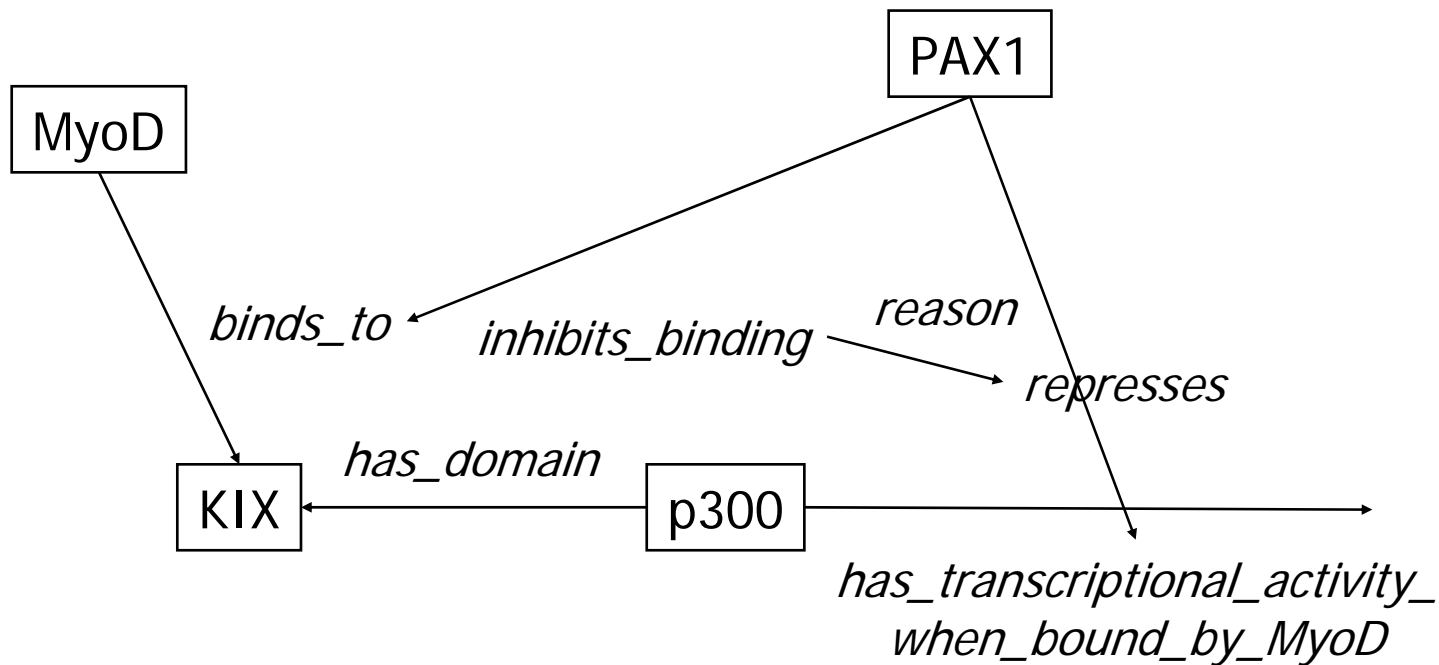 PAX1
MyoD
binds_to
inhibits_binding
reason
represses
has_domain
KIX
p300
has_transcriptional_activity_
when_bound_by_MyoD